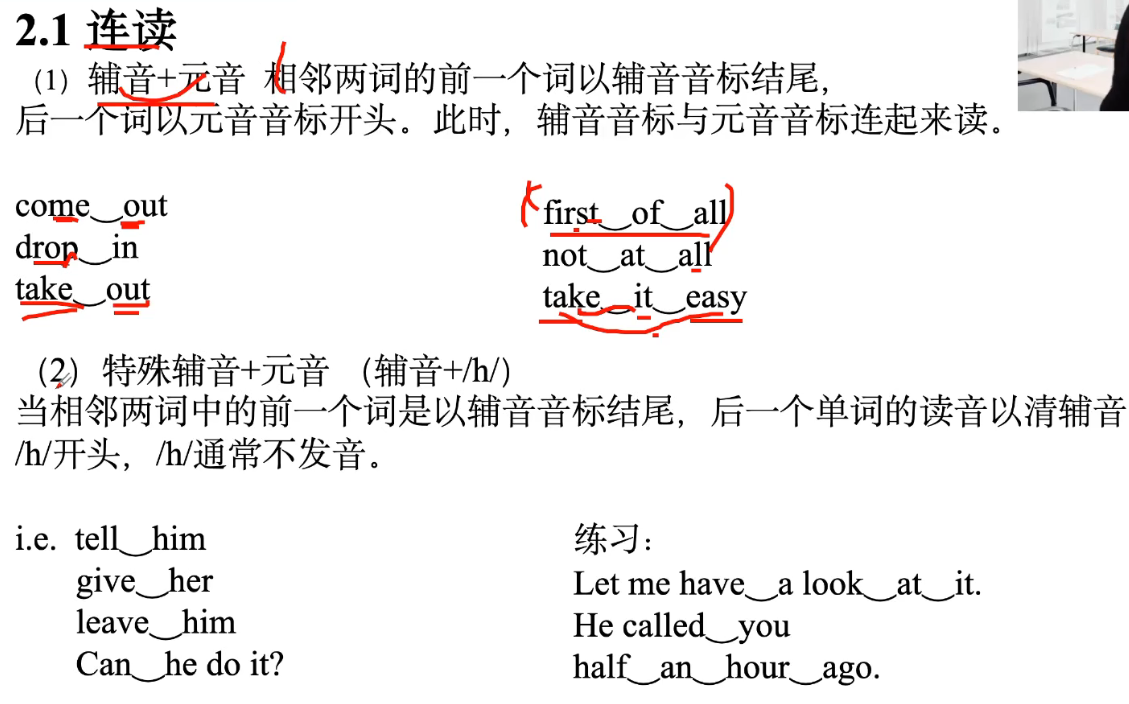 2.1 连读
（1）辅音+元音 相邻两词的前一个词以辅音音标结尾，
后一个词以元音音标开头。此时，辅音音标与元音音标连起来读。
come‿out
drop‿in
take‿out
first‿of‿all
not‿at‿all
take‿it‿easy
（2）特殊辅音+元音 （辅音+/h/）
当相邻两词中的前一个词是以辅音音标结尾，后一个单词的读音以清辅音
/h/开头，/h/通常不发音。
i.e. tell‿him
give‿her
leave‿him
Can‿he do it?
练习：
Let me have‿a look‿at‿it.
He called‿you
half‿an‿hour‿ago.